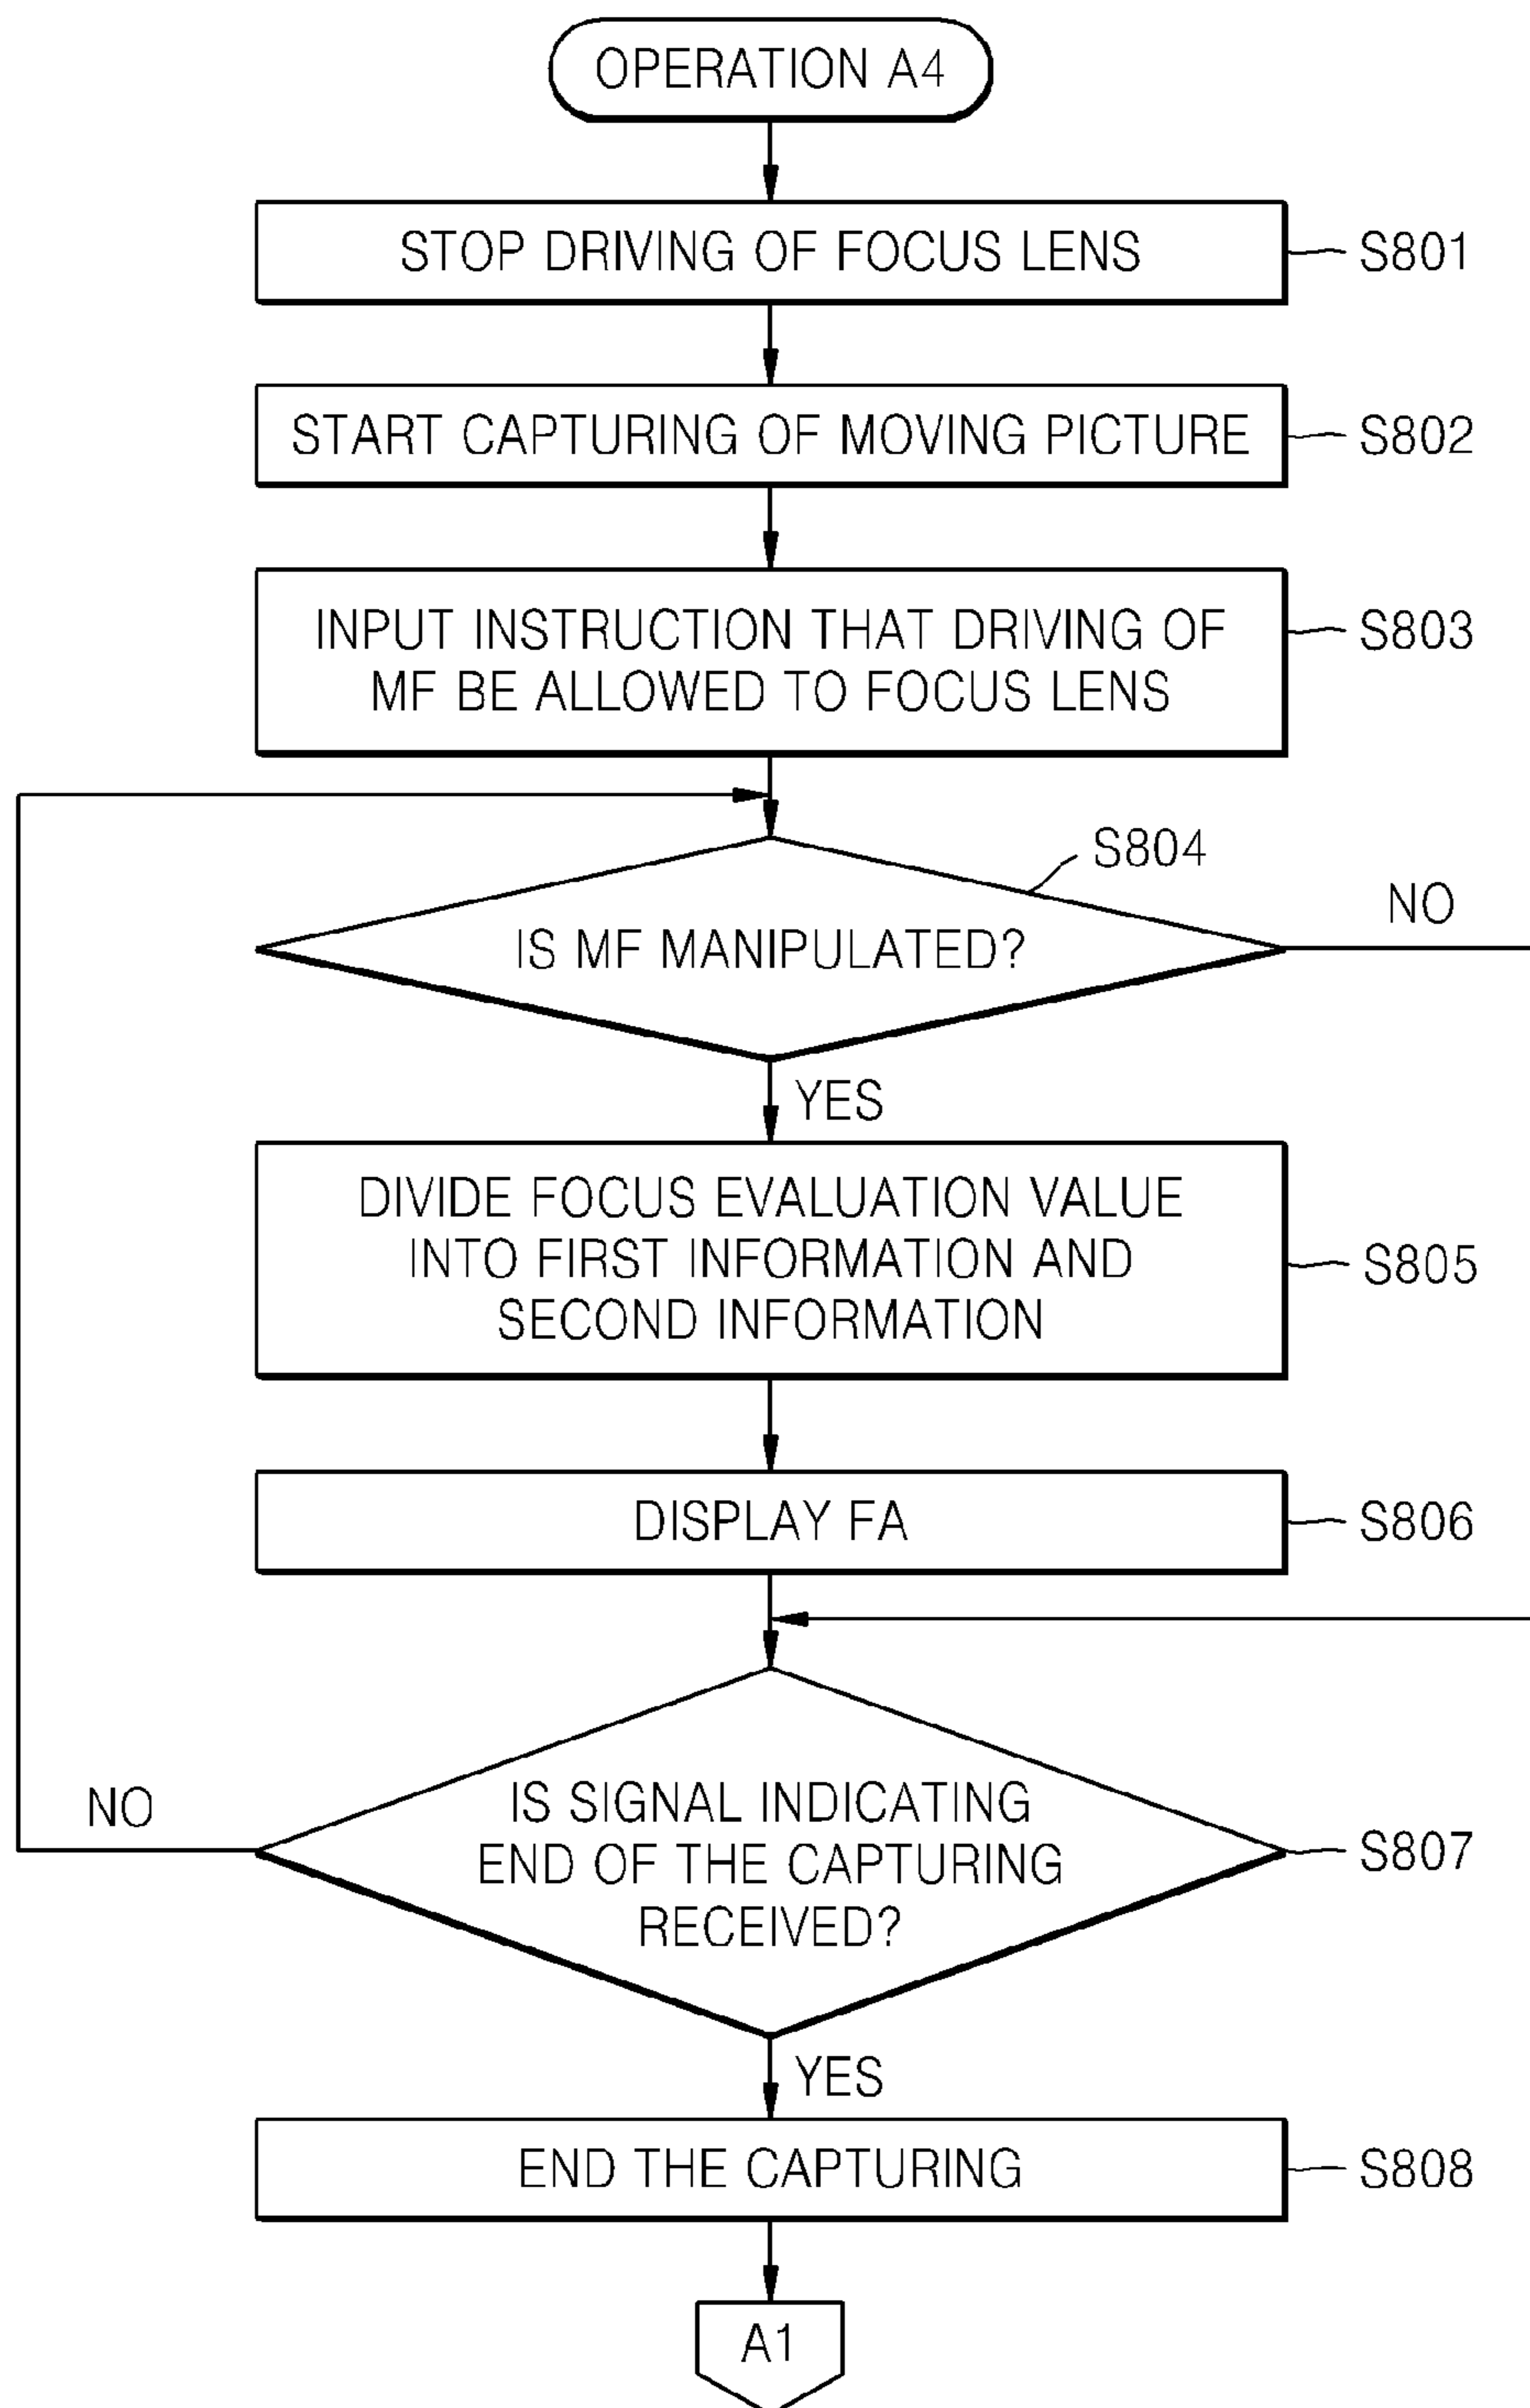 OPERATION A4
STOP DRIVING OF FOCUS LENS
S801
START CAPTURING OF MOVING PICTURE
S802
INPUT INSTRUCTION THAT DRIVING OF
MF BE ALLOWED TO FOCUS LENS
S803
S804
IS MF MANIPULATED?
NO
YES
DIVIDE FOCUS EVALUATION VALUE
INTO FIRST INFORMATION AND
SECOND INFORMATION
S805
DISPLAY FA
S806
NO
IS SIGNAL INDICATING
END OF THE CAPTURING
RECEIVED?
S807
YES
END THE CAPTURING
S808
A1